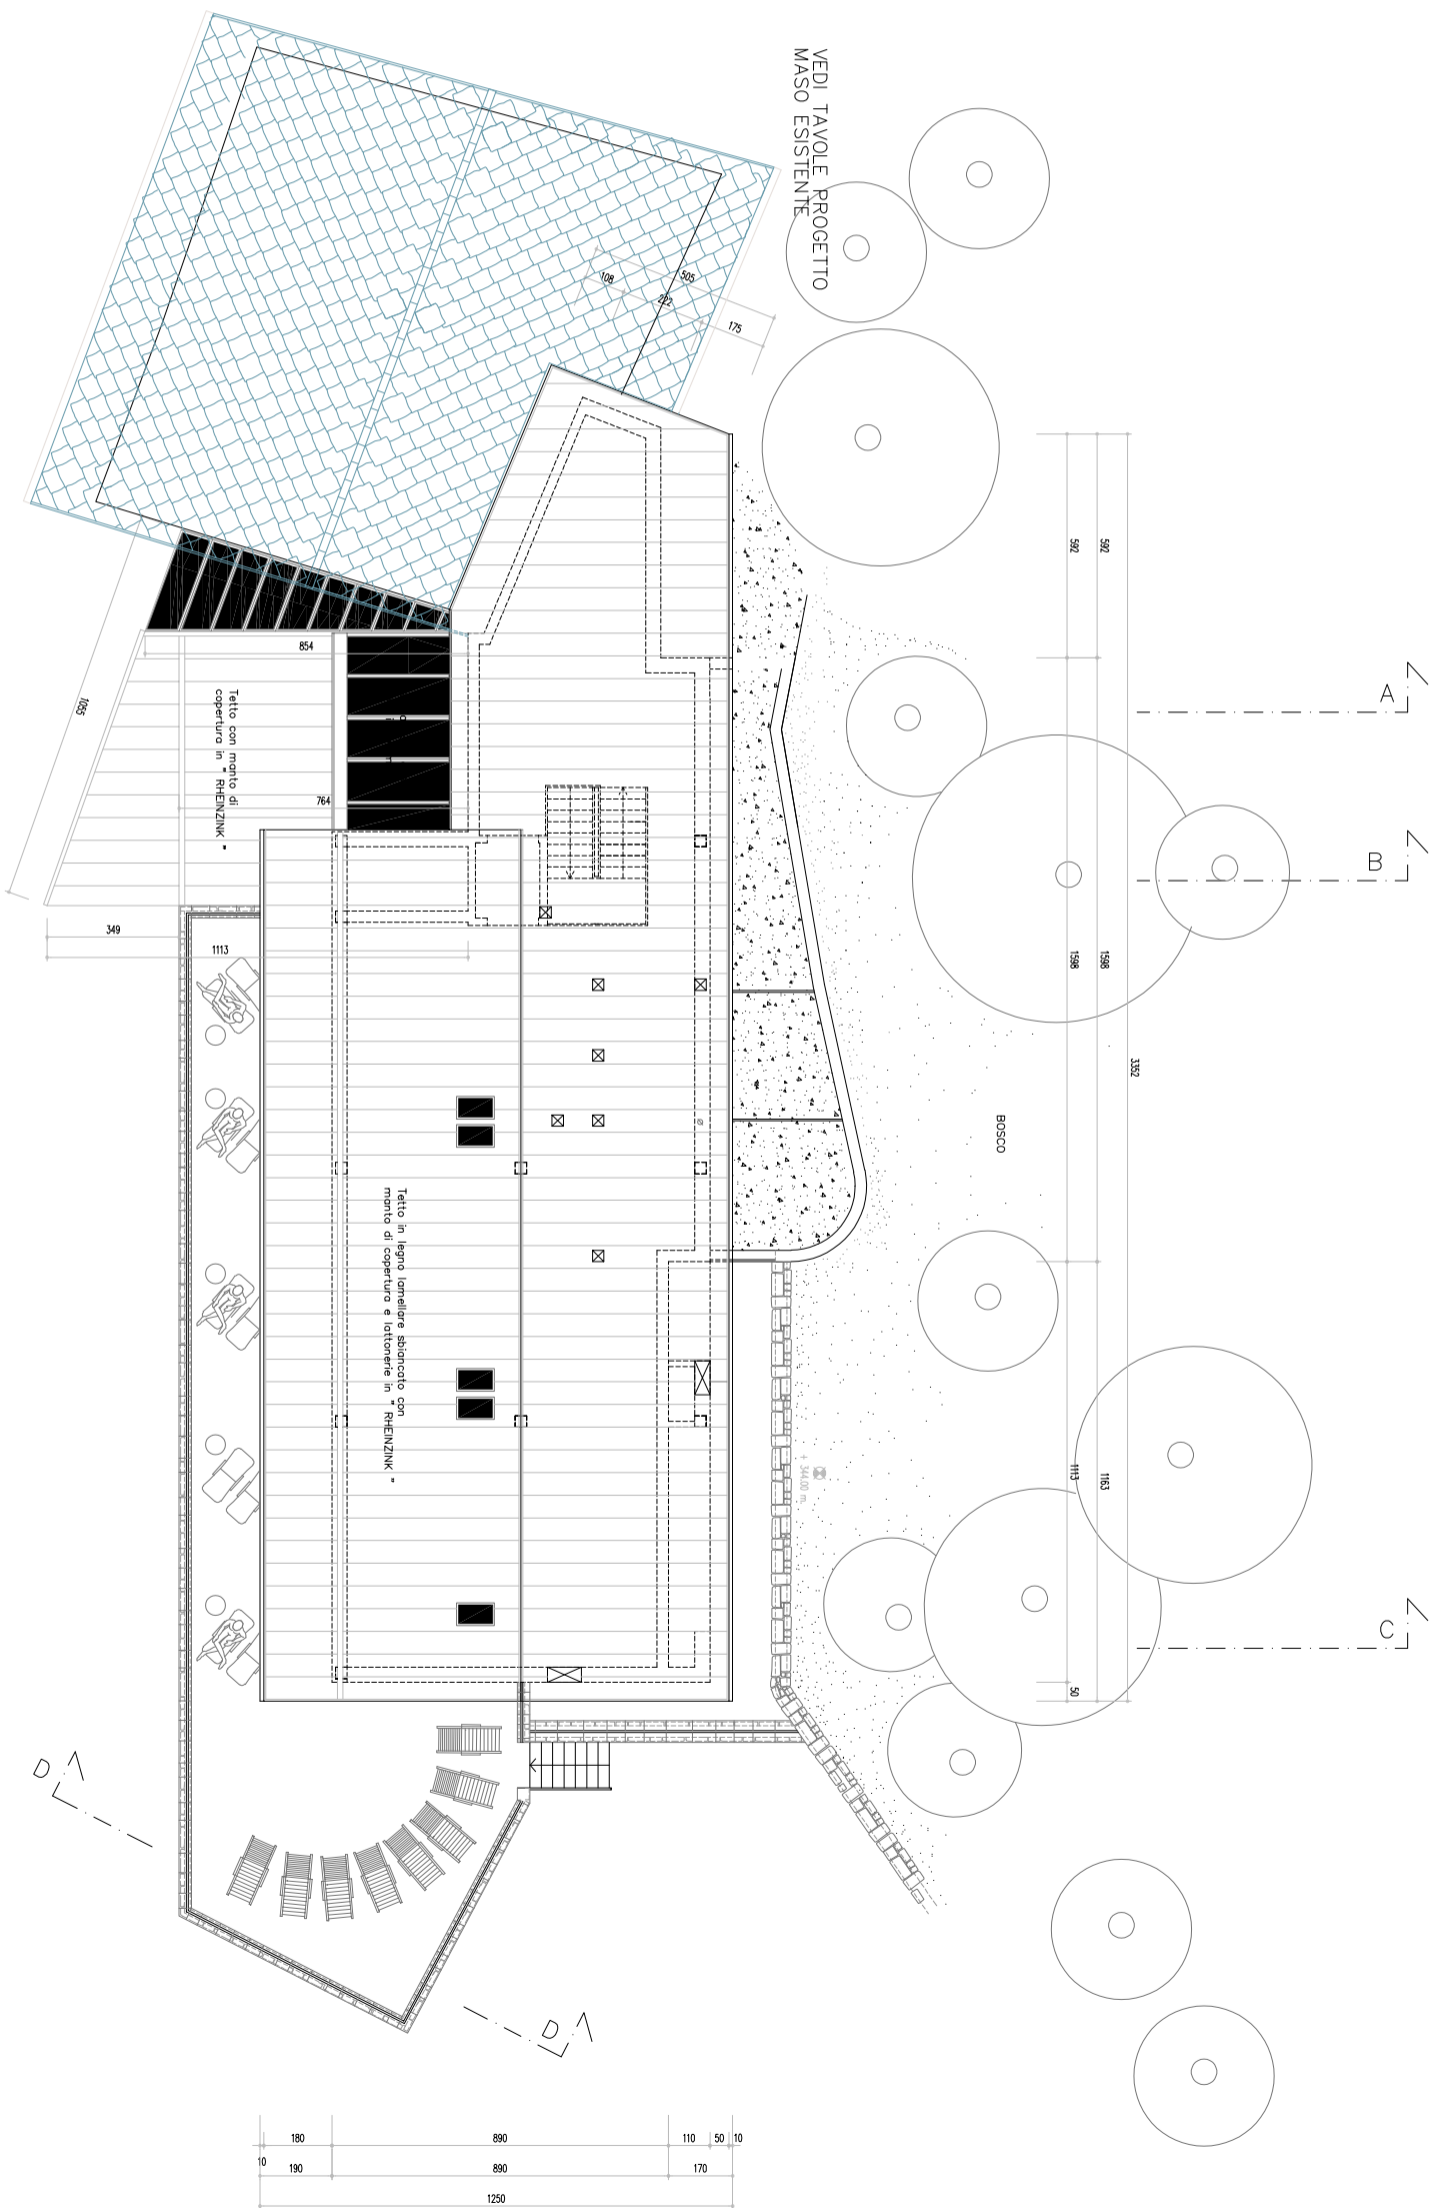 VEDI TAVOLE PROGETTO
MASO ESISTENTE
505
108
222
175
592
592
A
854
1065
Tetto con manto di
copertura in " RHEINZINK "
764
B
349
1113
1598
1598
3352
BOSCO
Tetto in legno lamellare sbiancato con
manto di copertura e lattonerie in " RHEINZINK "
+ 344.00 m.
1113
1163
C
50
D
D
180
890
110
50
10
10
190
890
170
1250